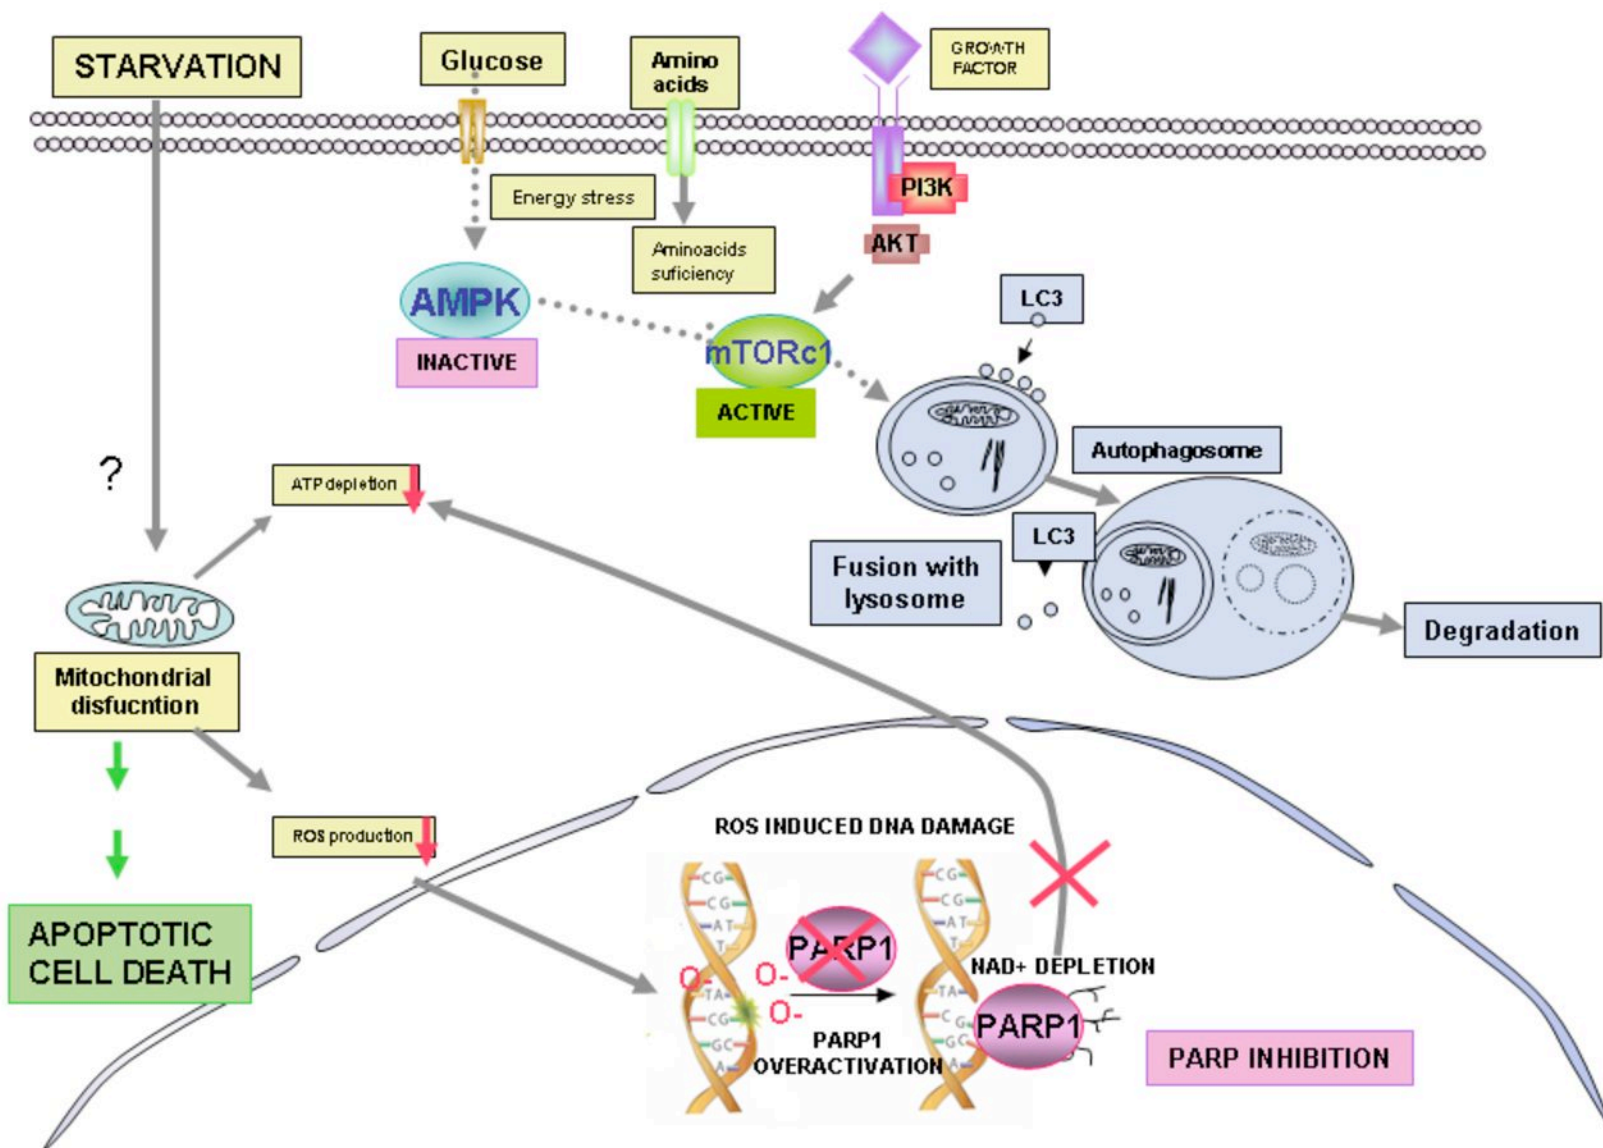 STARVATION
Glucose
Amino
acids
GROWTH
FACTOR
Energy stress
PI3K
AKT
Aminoacids
suficiency
AMPK
INACTIVE
mTORc1
ACTIVE
LC3
Autophagosome
?
ATP depletion
LC3
Fusion with
lysosome
Degradation
Mitochondrial
disfucntion
ROS production
ROS INDUCED DNA DAMAGE
APOPTOTIC
CELL DEATH
C G
C G
A T
T
T A
C G
G C
A
O-
O-
O-
PARP1
PARP1
OVERACTIVATION
C G
C G
A T
T
T A
C G
G C
A
NAD+ DEPLETION
PARP1
PARP INHIBITION